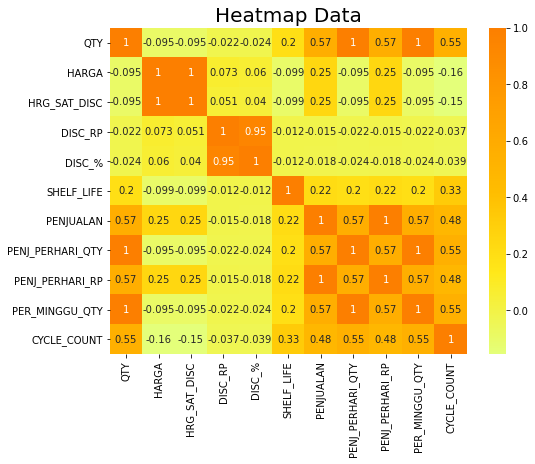 Heatmap Data
QTY 1 -0.095 -0.095 -0.022 -0.024 0.2 0.57 1 0.57 1 0.55
HARGA -0.095 1 1 0.073 0.06 -0.099 0.25 -0.095 0.25 -0.095 -0.16
HRG_SAT_DISC -0.095 1 1 0.051 0.04 -0.099 0.25 -0.095 0.25 -0.095 -0.15
DISC_RP -0.022 0.073 0.051 1 0.95 -0.012 -0.015 -0.022 -0.015 -0.022 -0.037
DISC_% -0.024 0.06 0.04 0.95 1 -0.012 -0.018 -0.024 -0.018 -0.024 -0.039
SHELF_LIFE 0.2 -0.099 -0.099 -0.012 -0.012 1 0.22 0.2 0.22 0.2 0.33
PENJUALAN 0.57 0.25 0.25 -0.015 -0.018 0.22 1 0.57 1 0.57 0.48
PENJ_PERHARI_QTY 1 -0.095 -0.095 -0.022 -0.024 0.2 0.57 1 0.57 1 0.55
PENJ_PERHARI_RP 0.57 0.25 0.25 -0.015 -0.018 0.22 1 0.57 1 0.57 0.48
PER_MINGGU_QTY 1 -0.095 -0.095 -0.022 -0.024 0.2 0.57 1 0.57 1 0.55
CYCLE_COUNT 0.55 -0.16 -0.15 -0.037 -0.039 0.33 0.48 0.55 0.48 0.55 1
QTY
HARGA
HRG_SAT_DISC
DISC_RP
DISC_%
SHELF_LIFE
PENJUALAN
PENJ_PERHARI_QTY
PENJ_PERHARI_RP
PER_MINGGU_QTY
CYCLE_COUNT
1.0
0.8
0.6
0.4
0.2
0.0